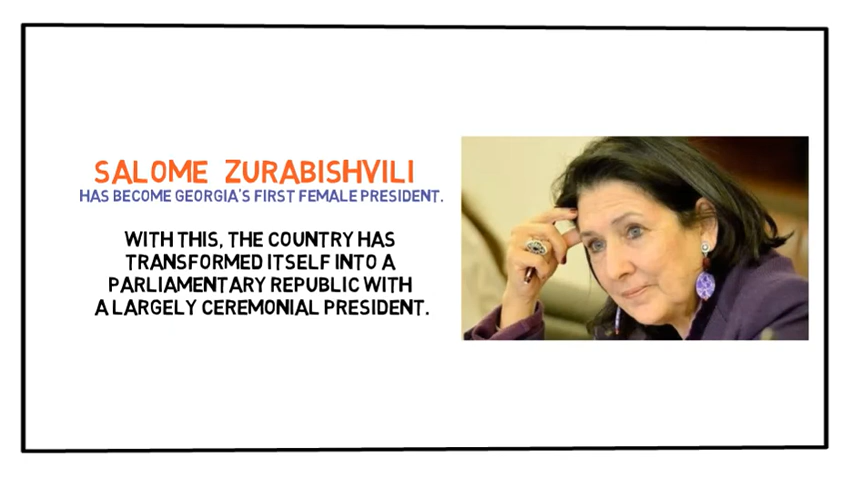 SALOME ZURABISHVILI
HAS BECOME GEORGIA'S FIRST FEMALE PRESIDENT.
WITH THIS, THE COUNTRY HAS
TRANSFORMED ITSELF INTO A
PARLIAMENTARY REPUBLIC WITH
A LARGELY CEREMONIAL PRESIDENT.